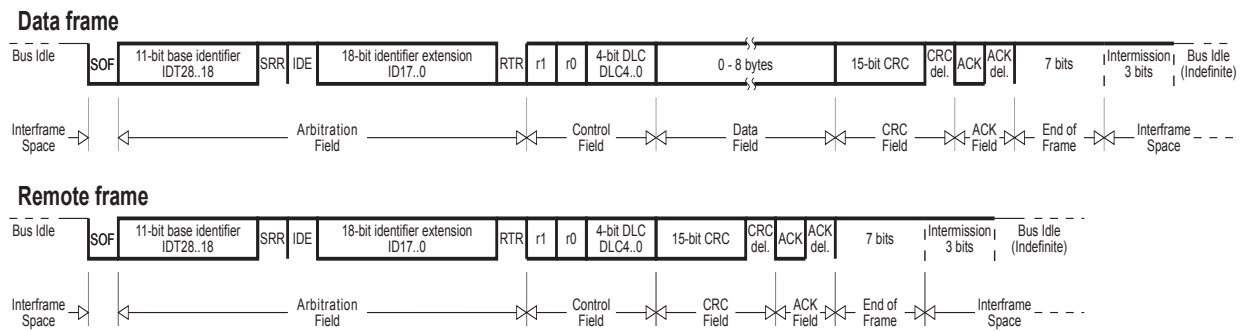 Data frame
Bus Idle
SOF
11-bit base identifier
IDT28..18
SRR
IDE
18-bit identifier extension
ID17..0
RTR
r1
r0
4-bit DLC
DLC4..0
0 - 8 bytes
15-bit CRC
CRC
del.
ACK
ACK
del.
7 bits
Intermission
3 bits
Bus Idle
(Indefinite)
Interframe
Space
Arbitration
Field
Control
Field
Data
Field
CRC
Field
ACK
Field
End of
Frame
Interframe
Space
Remote frame
Bus Idle
SOF
11-bit base identifier
IDT28..18
SRR
IDE
18-bit identifier extension
ID17..0
RTR
r1
r0
4-bit DLC
DLC4..0
15-bit CRC
CRC
del.
ACK
ACK
del.
7 bits
Intermission
3 bits
Bus Idle
(Indefinite)
Interframe
Space
Arbitration
Field
Control
Field
CRC
Field
ACK
Field
End of
Frame
Interframe
Space